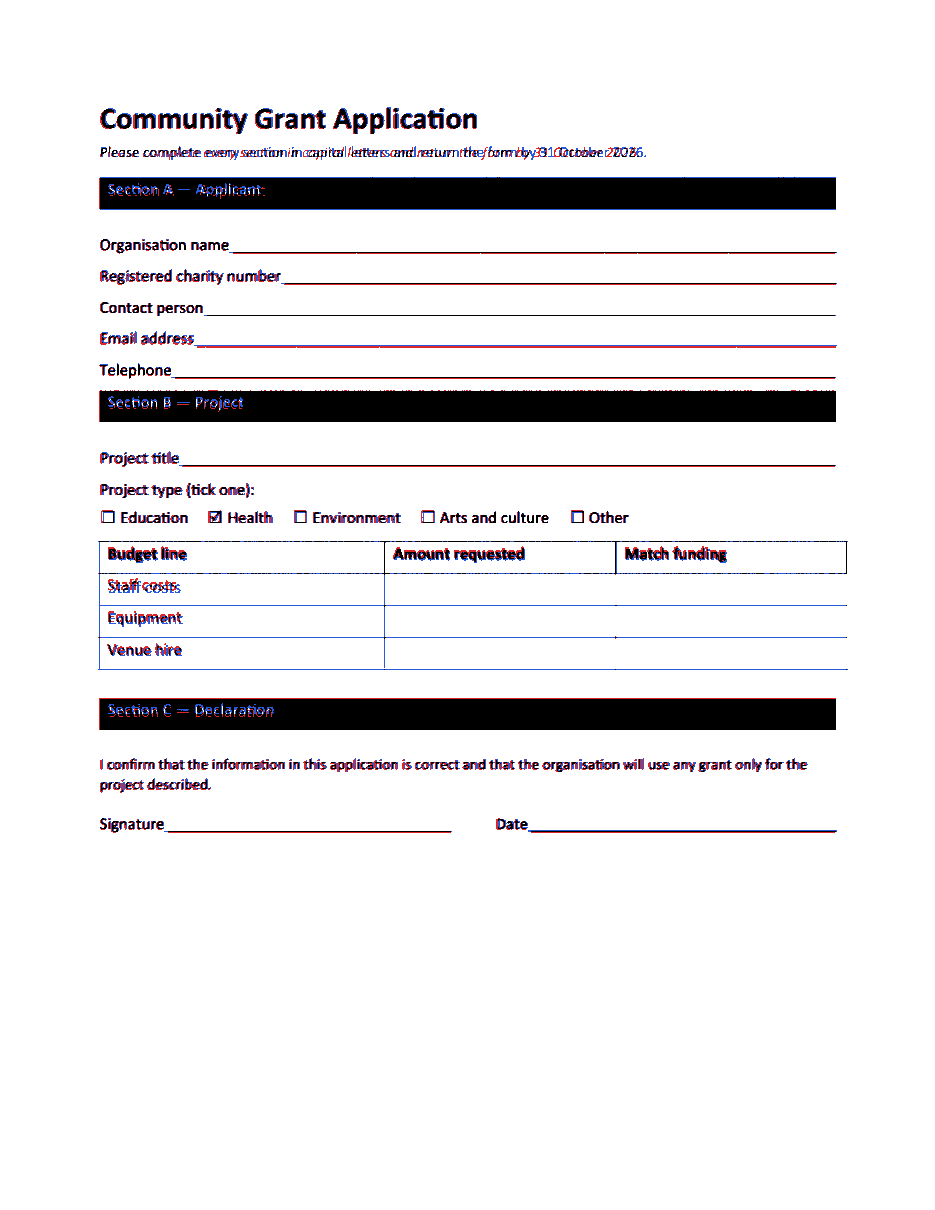 Community Grant Application
Please complete every section in capital letters and return the form by 31 October 2026.
Section A — Applicant
Organisation name
Registered charity number
Contact person
Email address
Telephone
Section B — Project
Project title
Project type (tick one):
☐ Education ☑ Health ☐ Environment ☐ Arts and culture ☐ Other
Budget line Amount requested Match funding
Staff costs
Equipment
Venue hire
Section C — Declaration
I confirm that the information in this application is correct and that the organisation will use any grant only for the
project described.
Signature Date